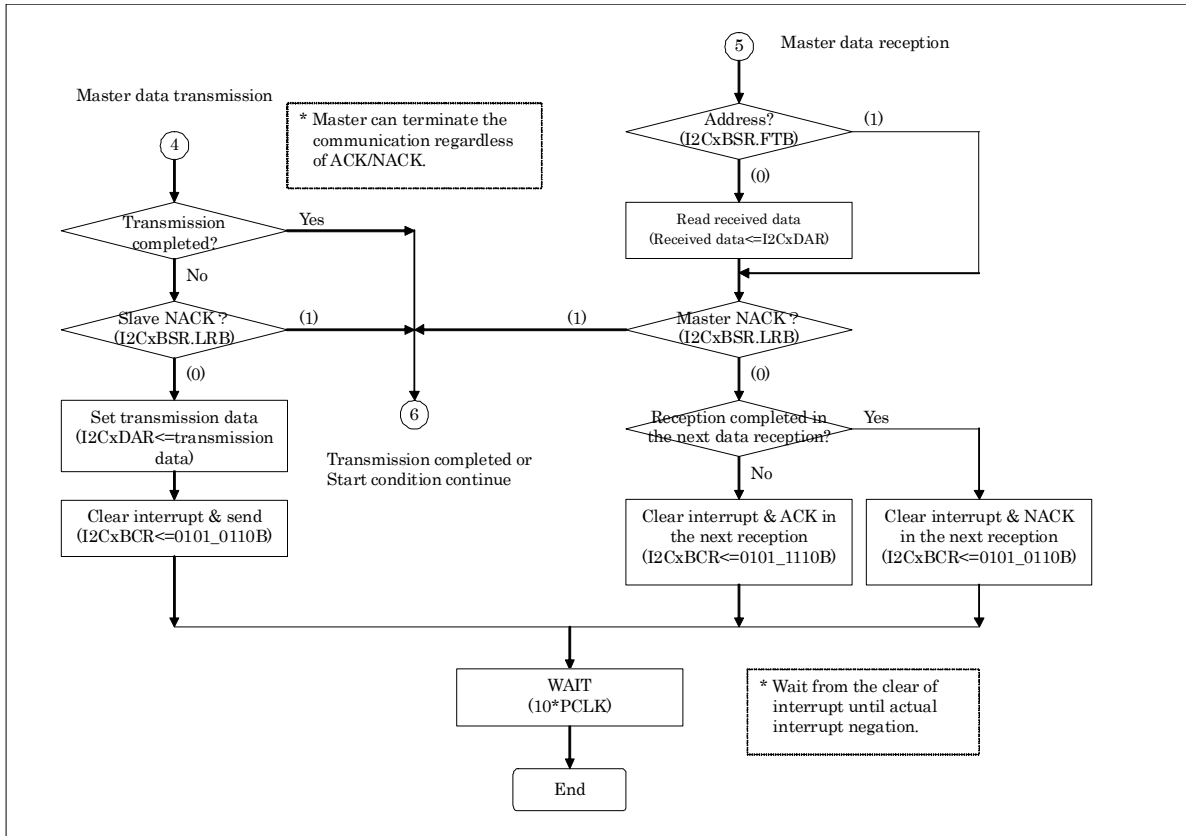 Master data transmission
4
* Master can terminate the
communication regardless
of ACK/NACK.
Transmission
completed?
Yes
No
Slave NACK ?
(I2CxBSR.LRB)
(1)
(0)
Set transmission data
(I2CxDAR<=transmission
data)
Clear interrupt & send
(I2CxBCR<=0101_0110B)
6
Transmission completed or
Start condition continue
5
Master data reception
Address?
(I2CxBSR.FTB)
(1)
(0)
Read received data
(Received data<=I2CxDAR)
Master NACK ?
(I2CxBSR.LRB)
(1)
(0)
Reception completed in
the next data reception?
Yes
No
Clear interrupt & ACK in
the next reception
(I2CxBCR<=0101_1110B)
Clear interrupt & NACK
in the next reception
(I2CxBCR<=0101_0110B)
WAIT
(10*PCLK)
* Wait from the clear of
interrupt until actual
interrupt negation.
End